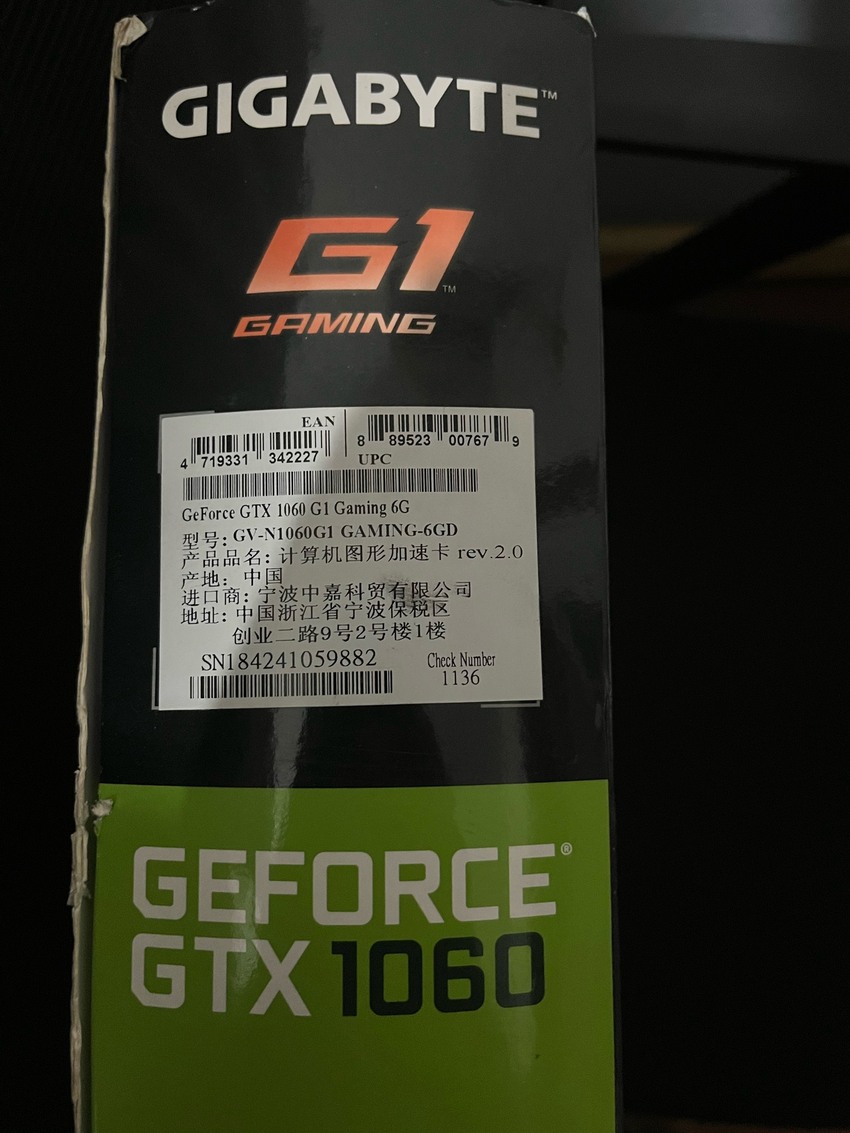 GIGABYTE™
G1™
GAMING
EAN
4 719331 342227
8 89523 00767 9
UPC
GeForce GTX 1060 G1 Gaming 6G
型号: GV-N1060G1 GAMING-6GD
产品品名: 计算机图形加速卡 rev.2.0
产地: 中国
进口商: 宁波中嘉科贸有限公司
地址: 中国浙江省宁波保税区
创业二路9号2号楼1楼
SN184241059882
Check Number
1136
GEFORCE®
GTX 1060